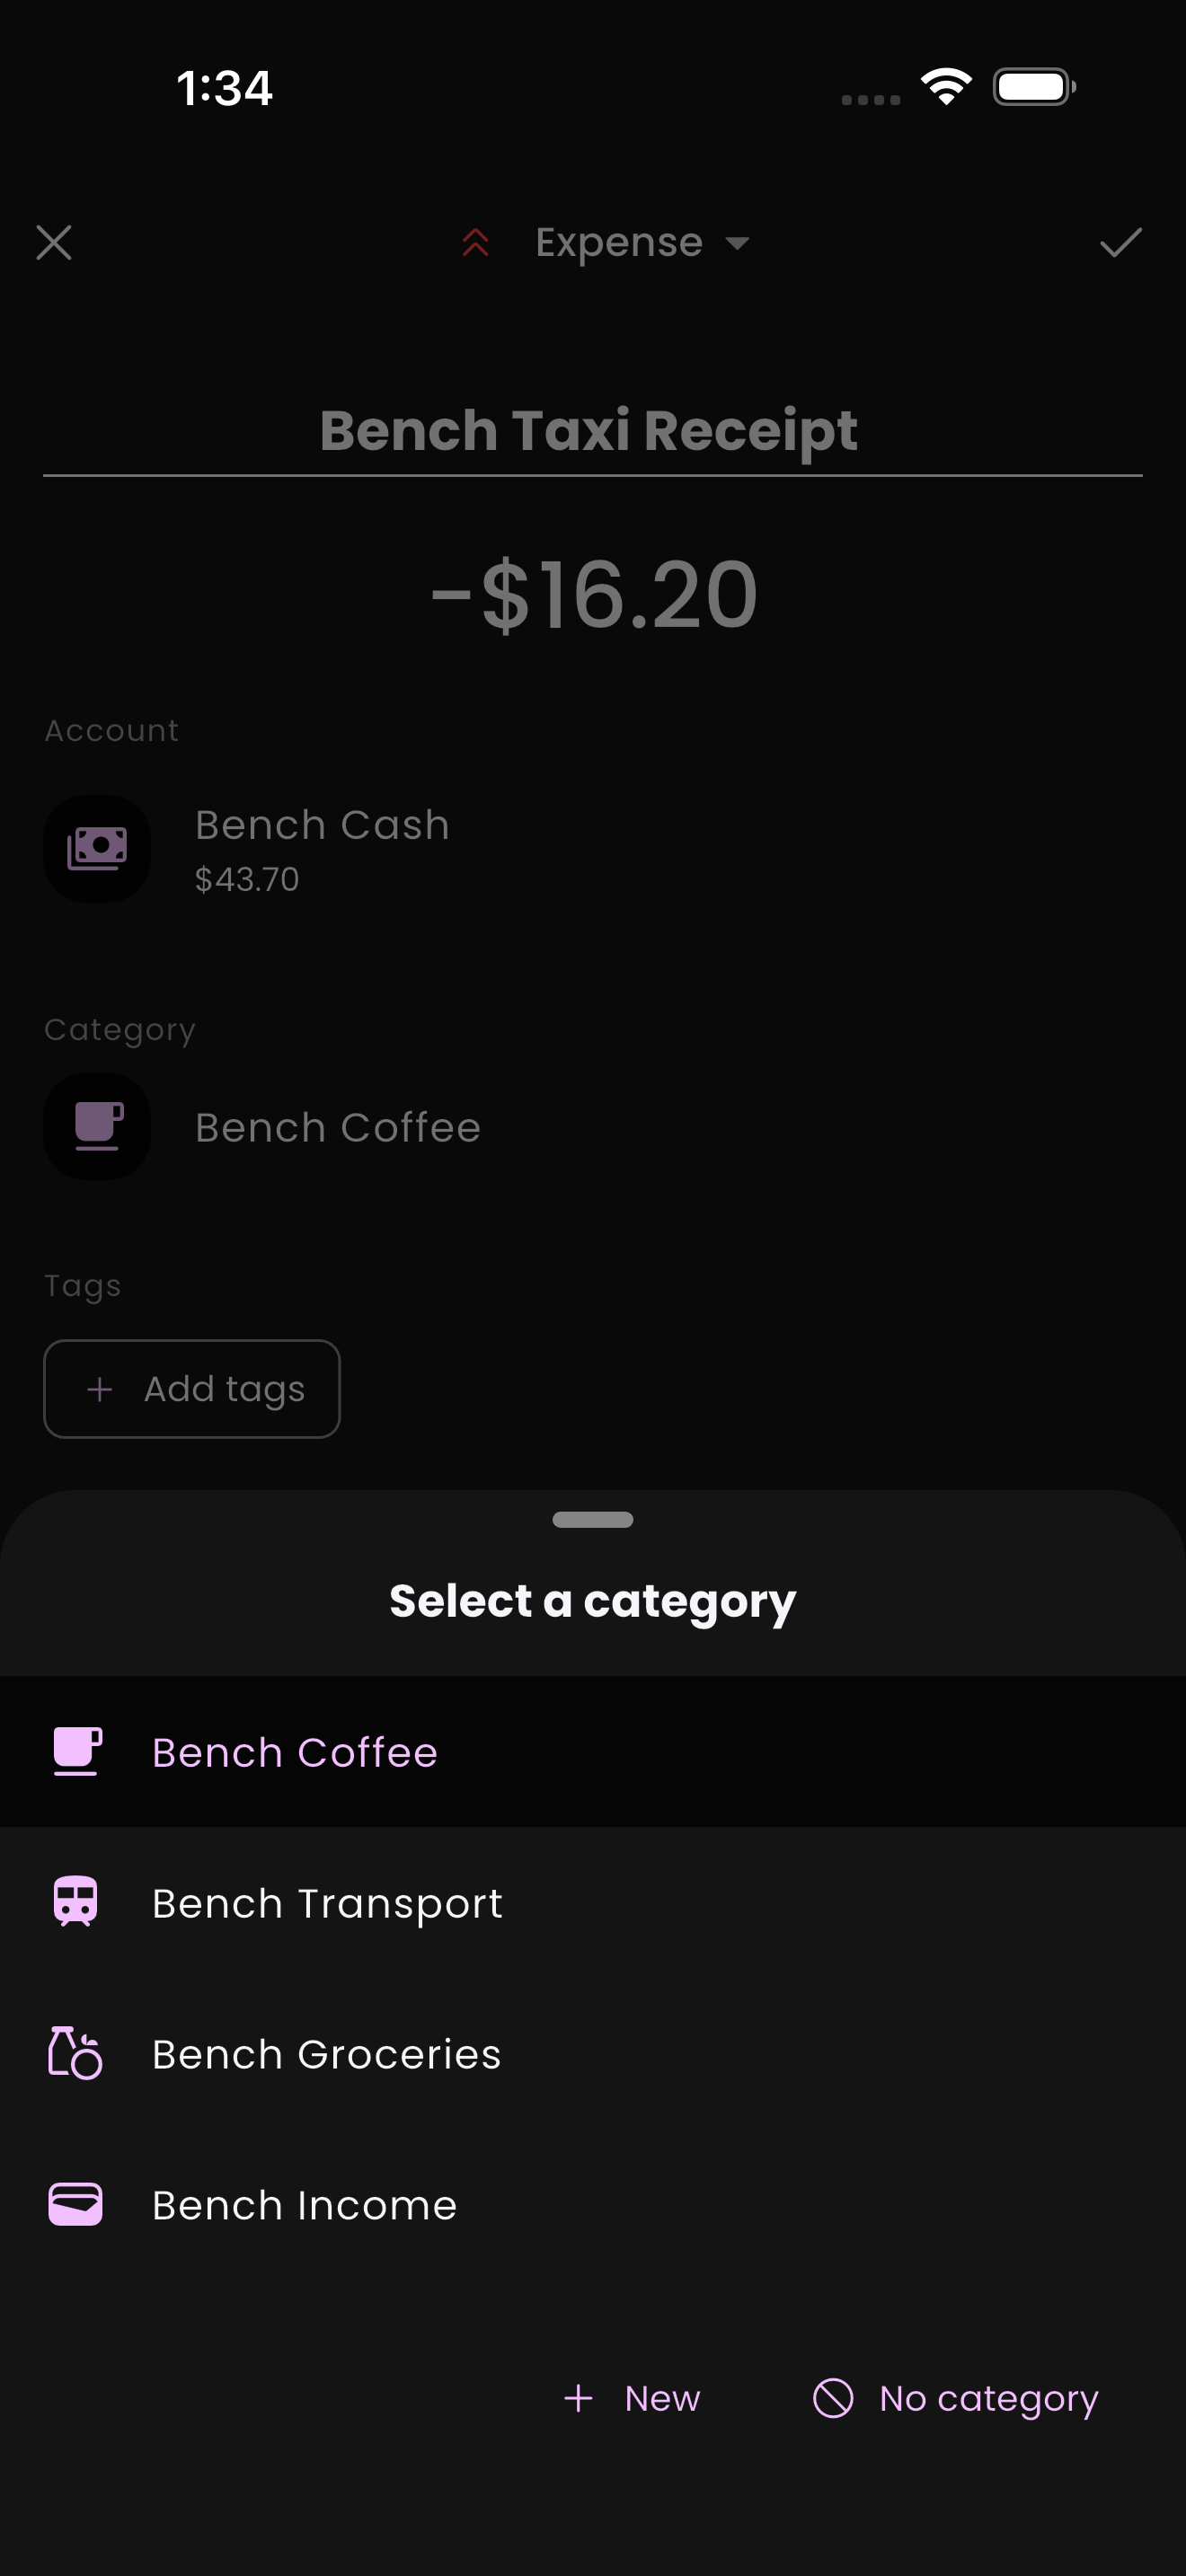 1:34
Expense
Bench Taxi Receipt
-$16.20
Account
Bench Cash
$43.70
Category
Bench Coffee
Tags
Add tags
Select a category
Bench Coffee
Bench Transport
Bench Groceries
Bench Income
New
No category